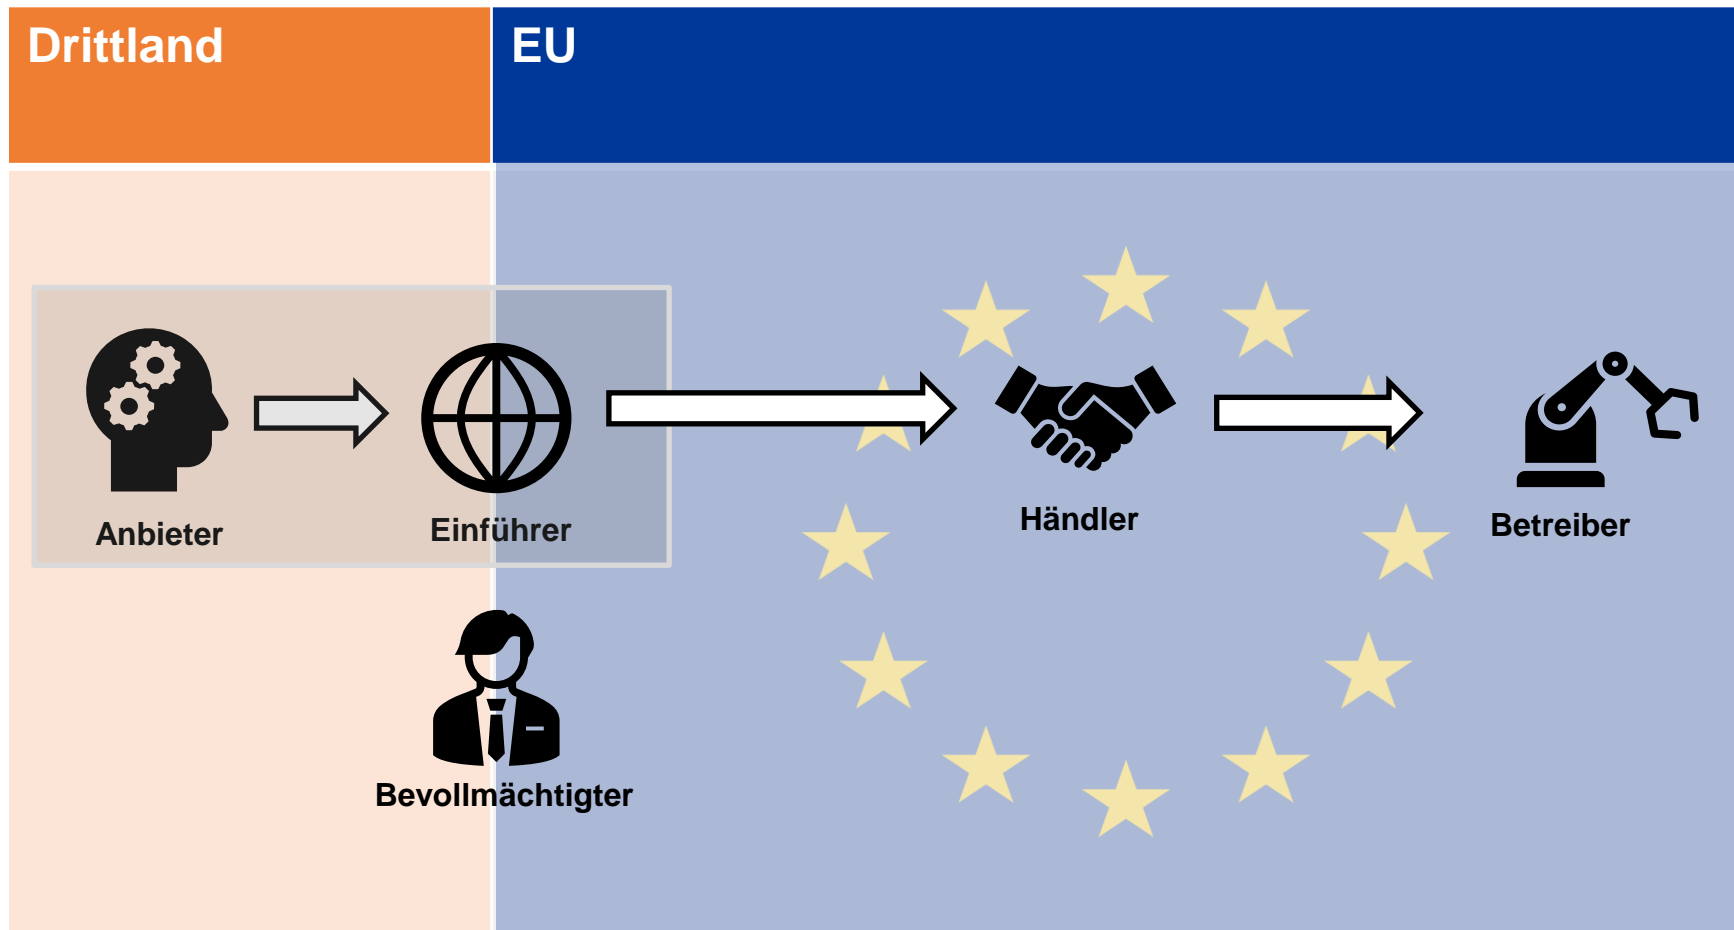 Drittland
EU
Anbieter
Einführer
Händler
Betreiber
Bevollmächtigter